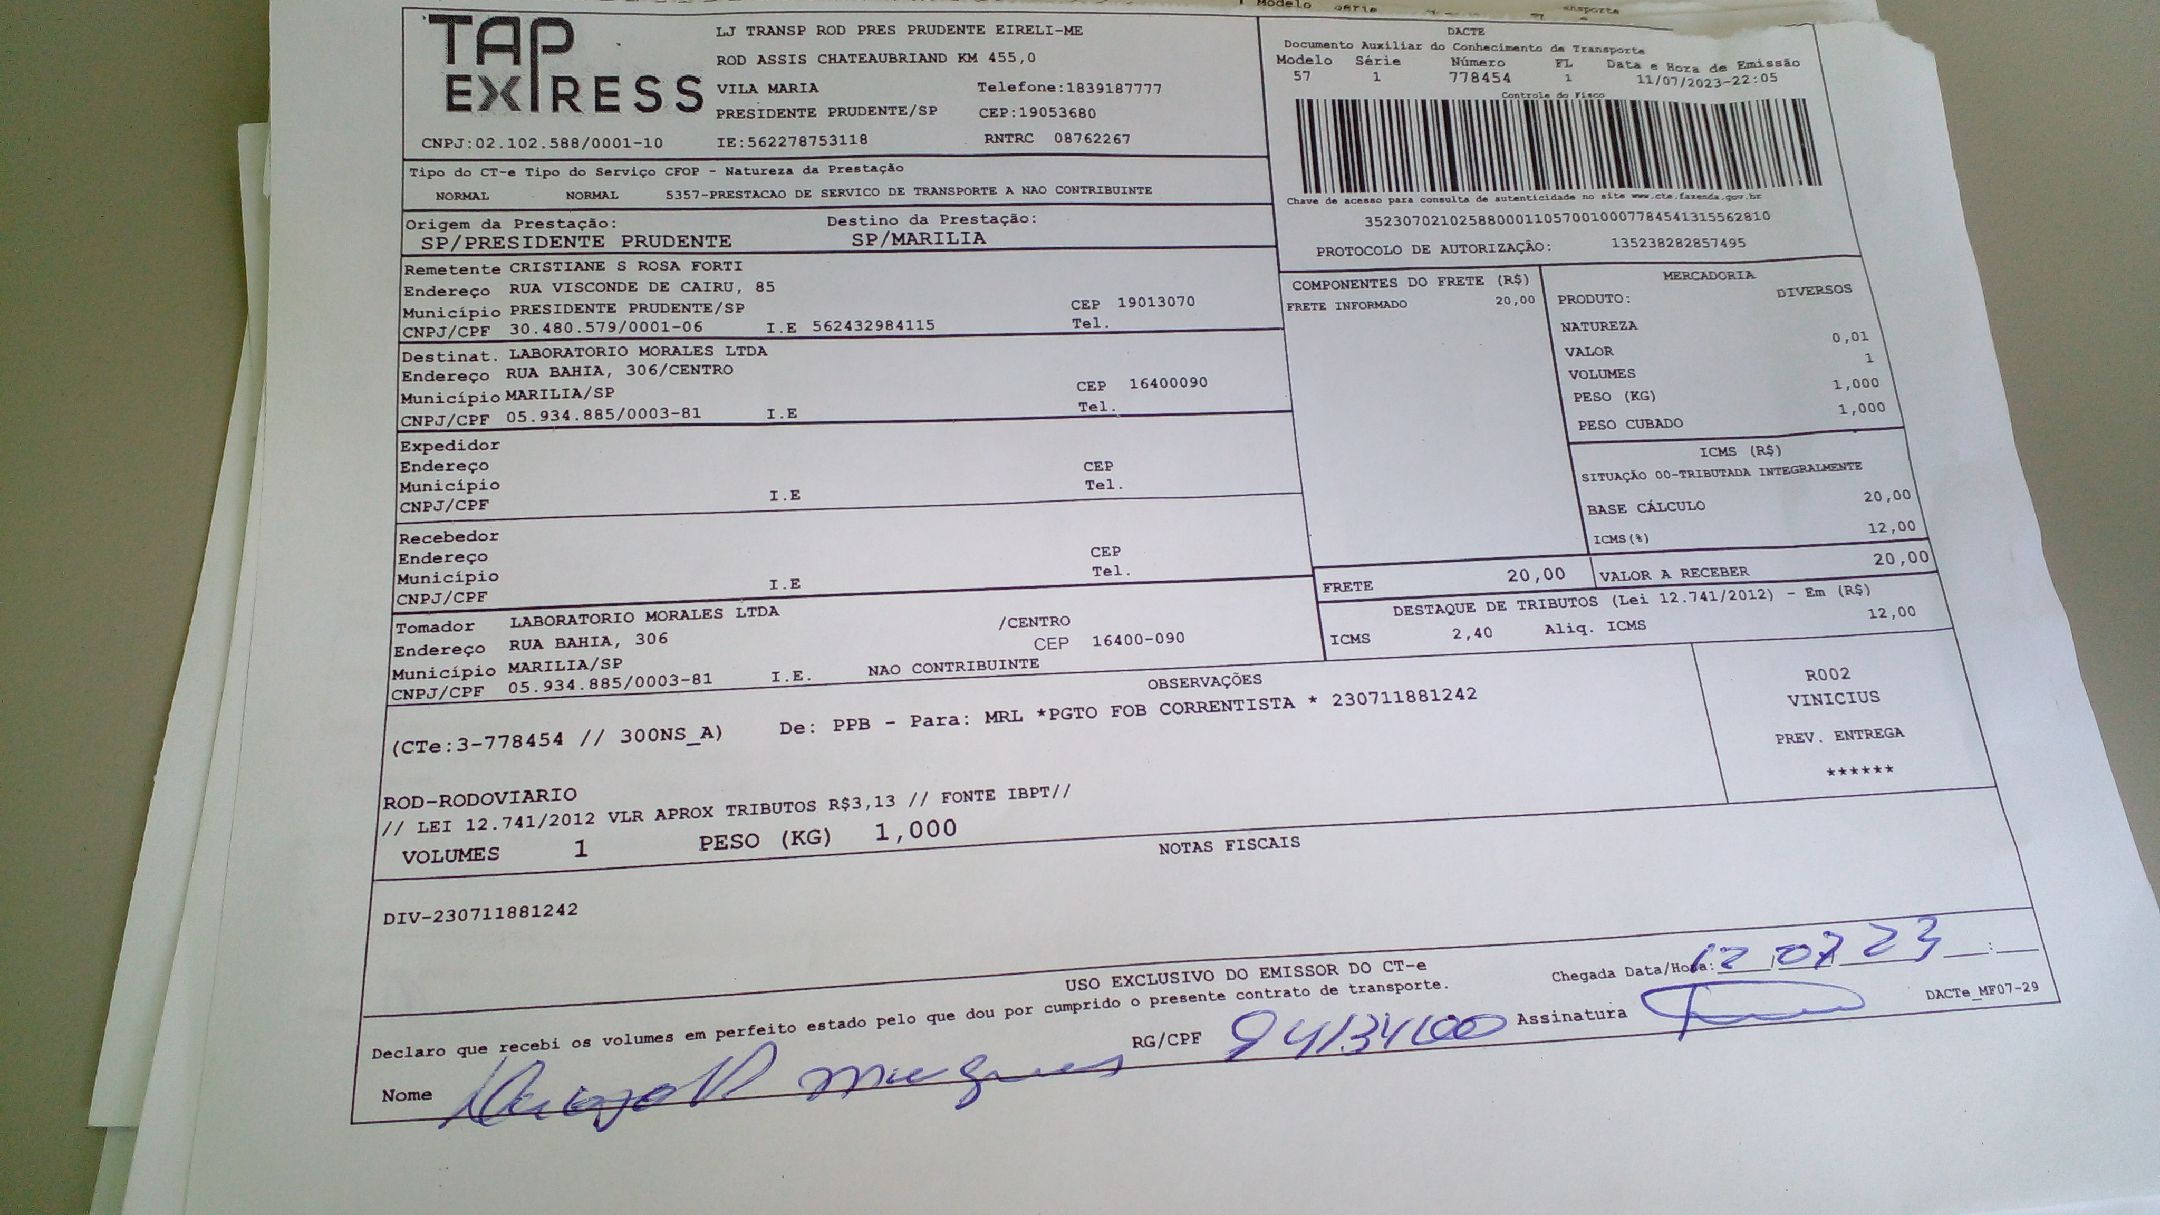 TAP
EXPRESS
CNPJ:02.102.588/0001-10
LJ TRANSP ROD PRES PRUDENTE EIRELI-ME
ROD ASSIS CHATEAUBRIAND KM 455,0
VILA MARIA Telefone:1839187777
PRESIDENTE PRUDENTE/SP CEP:19053680
IE:562278753118 RNTRC 08762267
DACTE
Documento Auxiliar do Conhecimento de Transporte
Modelo Série Número FL Data e Hora de Emissão
57 1 778454 1 11/07/2023-22:05
Controle do Fisco
Chave de acesso para consulta de autenticidade no site www.cte.fazenda.gov.br
35230702102588000110570010007784541315562810
PROTOCOLO DE AUTORIZAÇÃO: 135238282857495
Tipo do CT-e Tipo do Serviço CFOP - Natureza da Prestação
NORMAL NORMAL 5357-PRESTACAO DE SERVICO DE TRANSPORTE A NAO CONTRIBUINTE
Origem da Prestação: Destino da Prestação:
SP/PRESIDENTE PRUDENTE SP/MARILIA
Remetente CRISTIANE S ROSA FORTI
Endereço RUA VISCONDE DE CAIRU, 85
Município PRESIDENTE PRUDENTE/SP CEP 19013070
CNPJ/CPF 30.480.579/0001-06 I.E 562432984115 Tel.
Destinat. LABORATORIO MORALES LTDA
Endereço RUA BAHIA, 306/CENTRO
Município MARILIA/SP CEP 16400090
CNPJ/CPF 05.934.885/0003-81 I.E Tel.
Expedidor
Endereço CEP
Município Tel.
CNPJ/CPF I.E
Recebedor
Endereço CEP
Município Tel.
CNPJ/CPF I.E
Tomador LABORATORIO MORALES LTDA /CENTRO
Endereço RUA BAHIA, 306 CEP 16400-090
Município MARILIA/SP
CNPJ/CPF 05.934.885/0003-81 I.E. NAO CONTRIBUINTE
COMPONENTES DO FRETE (R$)
FRETE INFORMADO 20,00
MERCADORIA
PRODUTO: DIVERSOS
NATUREZA
VALOR 0,01
VOLUMES 1
PESO (KG) 1,000
PESO CUBADO 1,000
ICMS (R$)
SITUAÇÃO 00-TRIBUTADA INTEGRALMENTE
BASE CÁLCULO 20,00
ICMS(%) 12,00
FRETE 20,00 VALOR A RECEBER 20,00
DESTAQUE DE TRIBUTOS (Lei 12.741/2012) - Em (R$)
ICMS 2,40 Aliq. ICMS 12,00
OBSERVAÇÕES
(CTe:3-778454 // 300NS_A) De: PPB - Para: MRL *PGTO FOB CORRENTISTA * 230711881242
R002
VINICIUS
PREV. ENTREGA
******
ROD-RODOVIARIO
// LEI 12.741/2012 VLR APROX TRIBUTOS R$3,13 // FONTE IBPT//
VOLUMES 1 PESO (KG) 1,000
NOTAS FISCAIS
DIV-230711881242
USO EXCLUSIVO DO EMISSOR DO CT-e
Chegada Data/Hora: 12 07 23
Declaro que recebi os volumes em perfeito estado pelo que dou por cumprido o presente contrato de transporte.
Nome
RG/CPF
Assinatura
DACTe_MF07-29